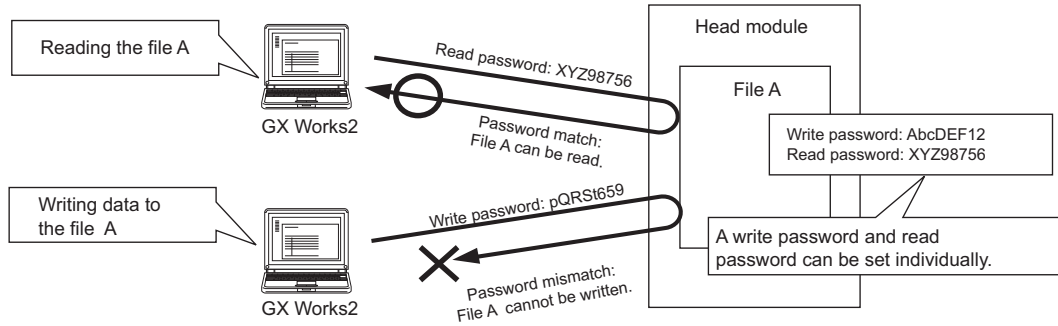 Reading the file A
GX Works2
Read password: XYZ98756
Password match:
File A can be read.
Head module
File A
Write password: AbcDEF12
Read password: XYZ98756
A write password and read
password can be set individually.
Writing data to
the file A
GX Works2
Write password: pQRSt659
Password mismatch:
File A cannot be written.